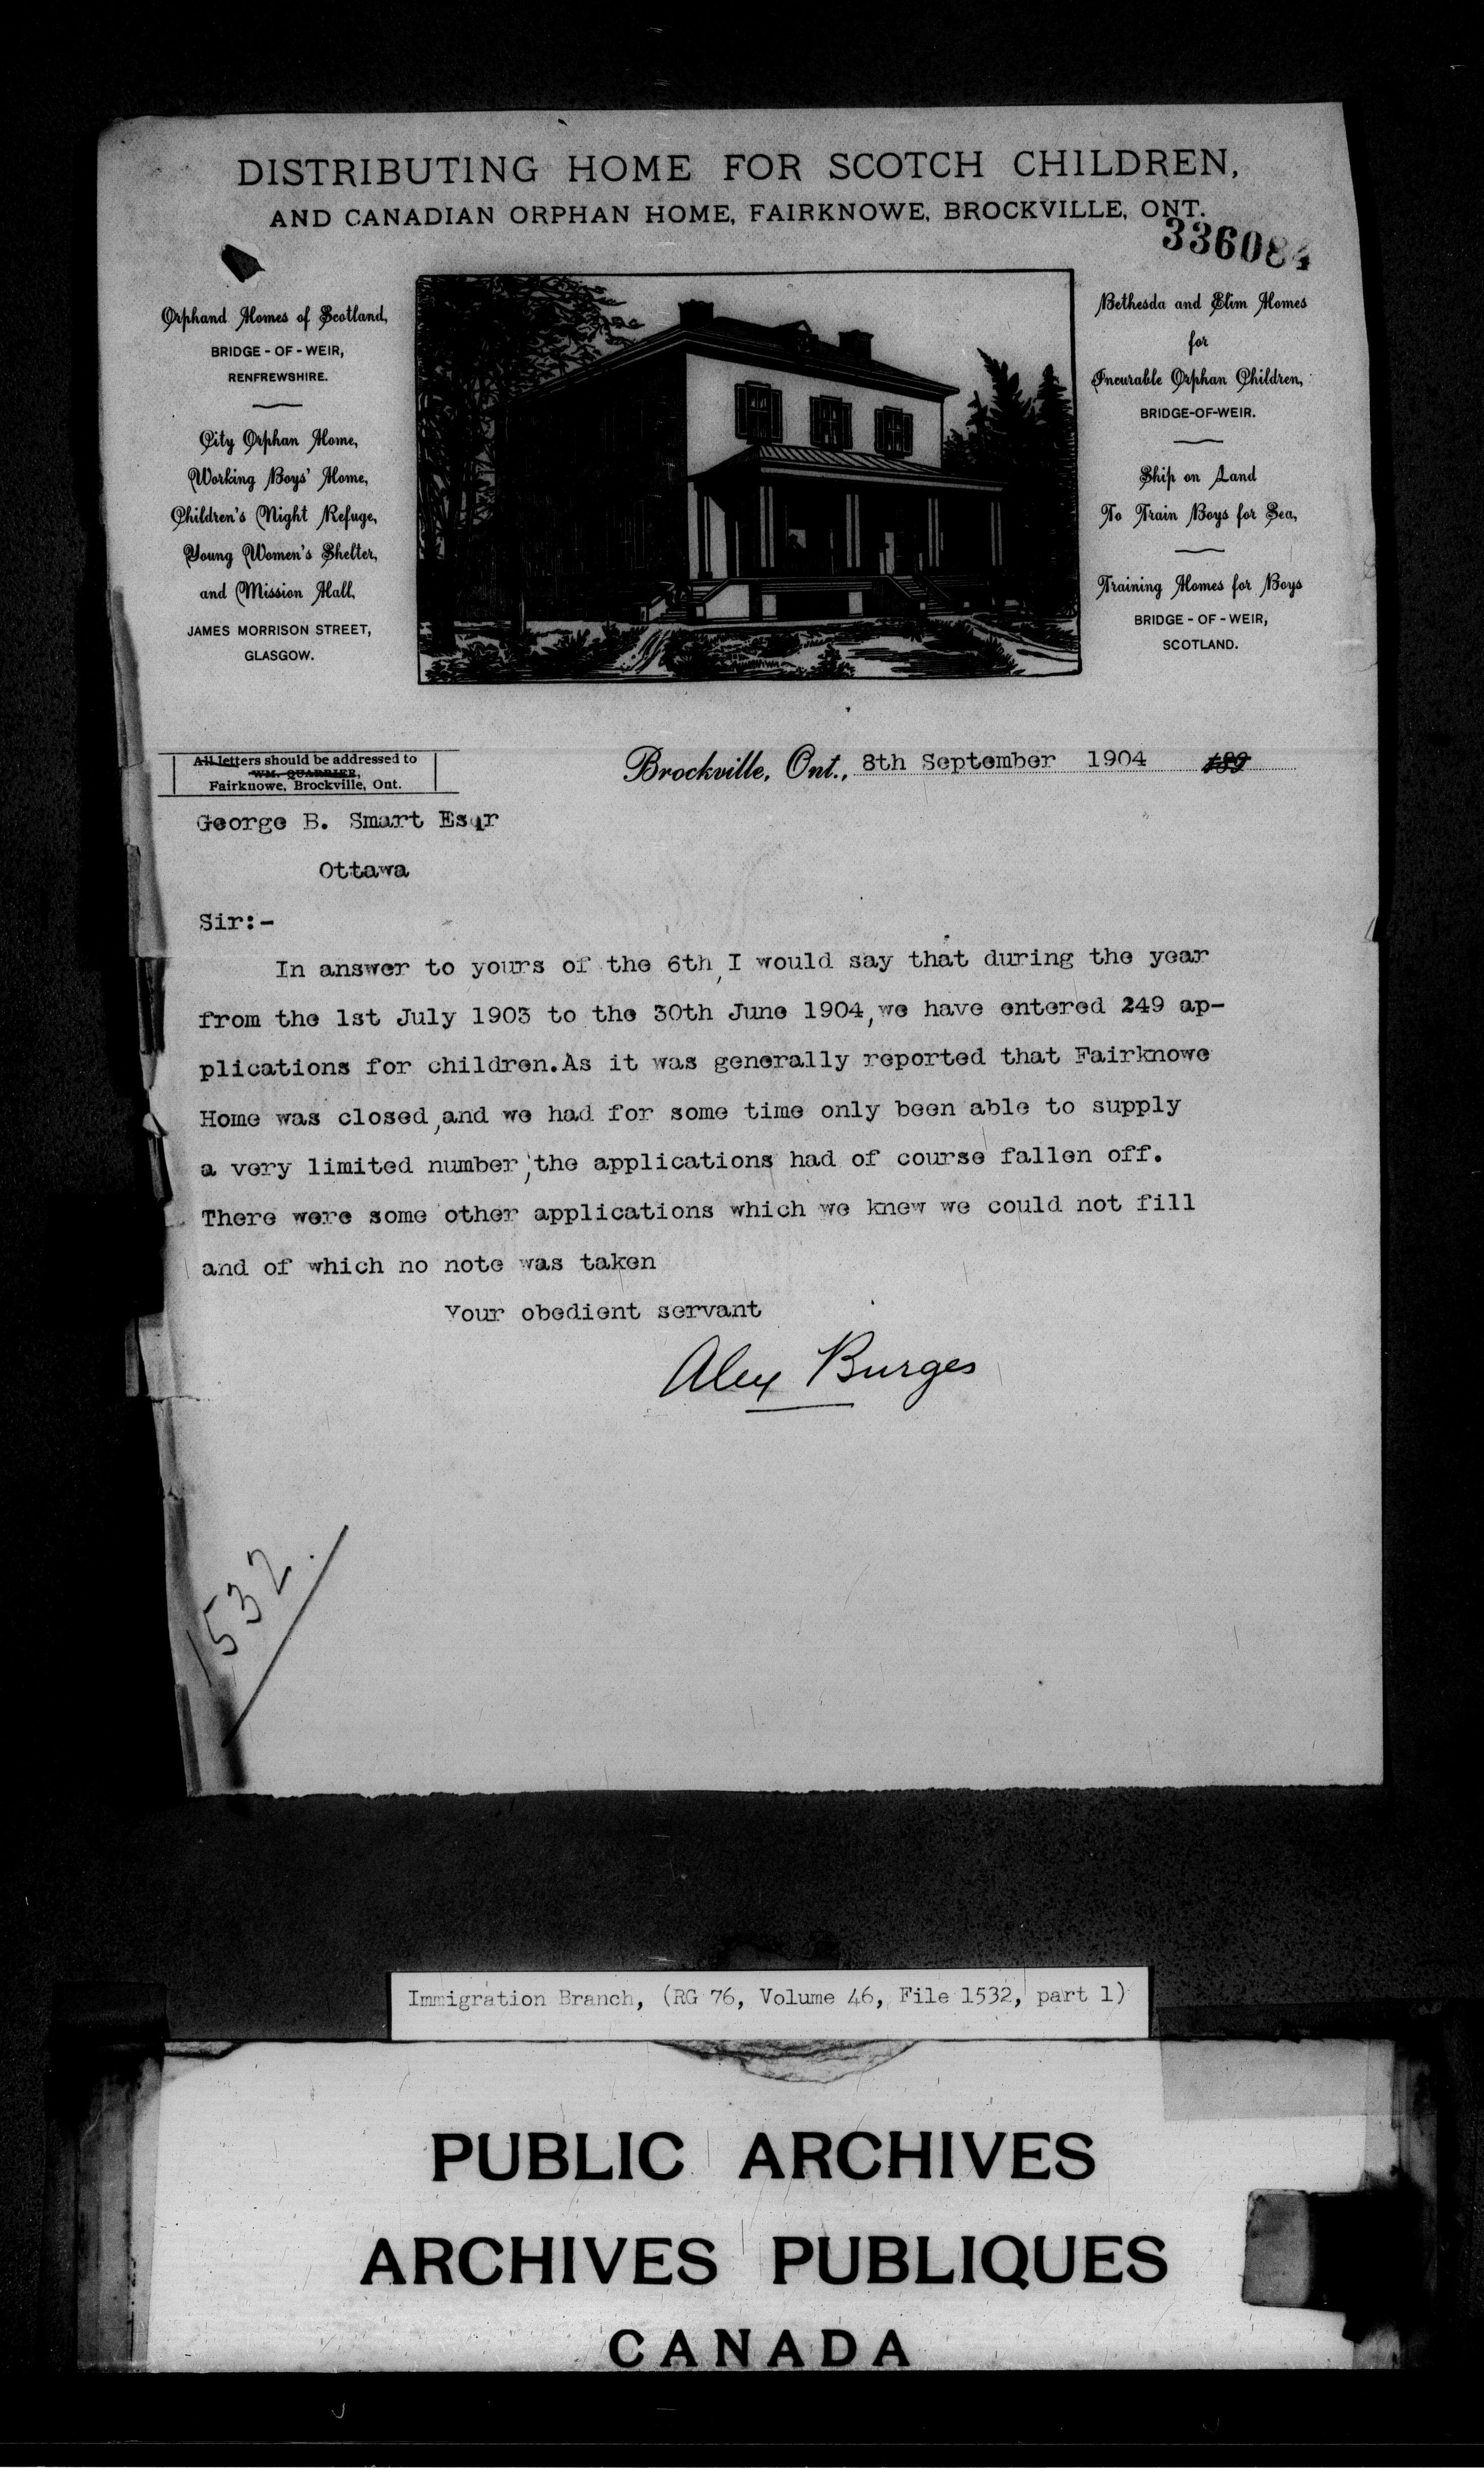 DISTRIBUTING HOME FOR SCOTCH CHILDREN,
AND CANADIAN ORPHAN HOME, FAIRKNOWE, BROCKVILLE, ONT.
336084
Orphand Homes of Scotland,
BRIDGE-OF-WEIR,
RENFREWSHIRE.
City Orphan Home,
Working Boys' Home,
Children's Night Refuge,
Young Women's Shelter,
and Mission Hall,
JAMES MORRISON STREET,
GLASGOW.
Bethesda and Elim Homes
for
Incurable Orphan Children,
BRIDGE-OF-WEIR.
Ship on Land
To Train Boys for Sea,
Training Homes for Boys
BRIDGE-OF-WEIR,
SCOTLAND.
All letters should be addressed to
WM. QUARRIER,
Fairknowe, Brockville, Ont.
Brockville, Ont., 8th September 1904 189
George B. Smart Esqr
Ottawa
Sir:-
In answer to yours of the 6th, I would say that during the year
from the 1st July 1903 to the 30th June 1904, we have entered 249 ap-
plications for children. As it was generally reported that Fairknowe
Home was closed, and we had for some time only been able to supply
a very limited number, the applications had of course fallen off.
There were some other applications which we knew we could not fill
and of which no note was taken
Your obedient servant
Alex Burges
1532.
Immigration Branch, (RG 76, Volume 46, File 1532, part 1)
PUBLIC ARCHIVES
ARCHIVES PUBLIQUES
CANADA